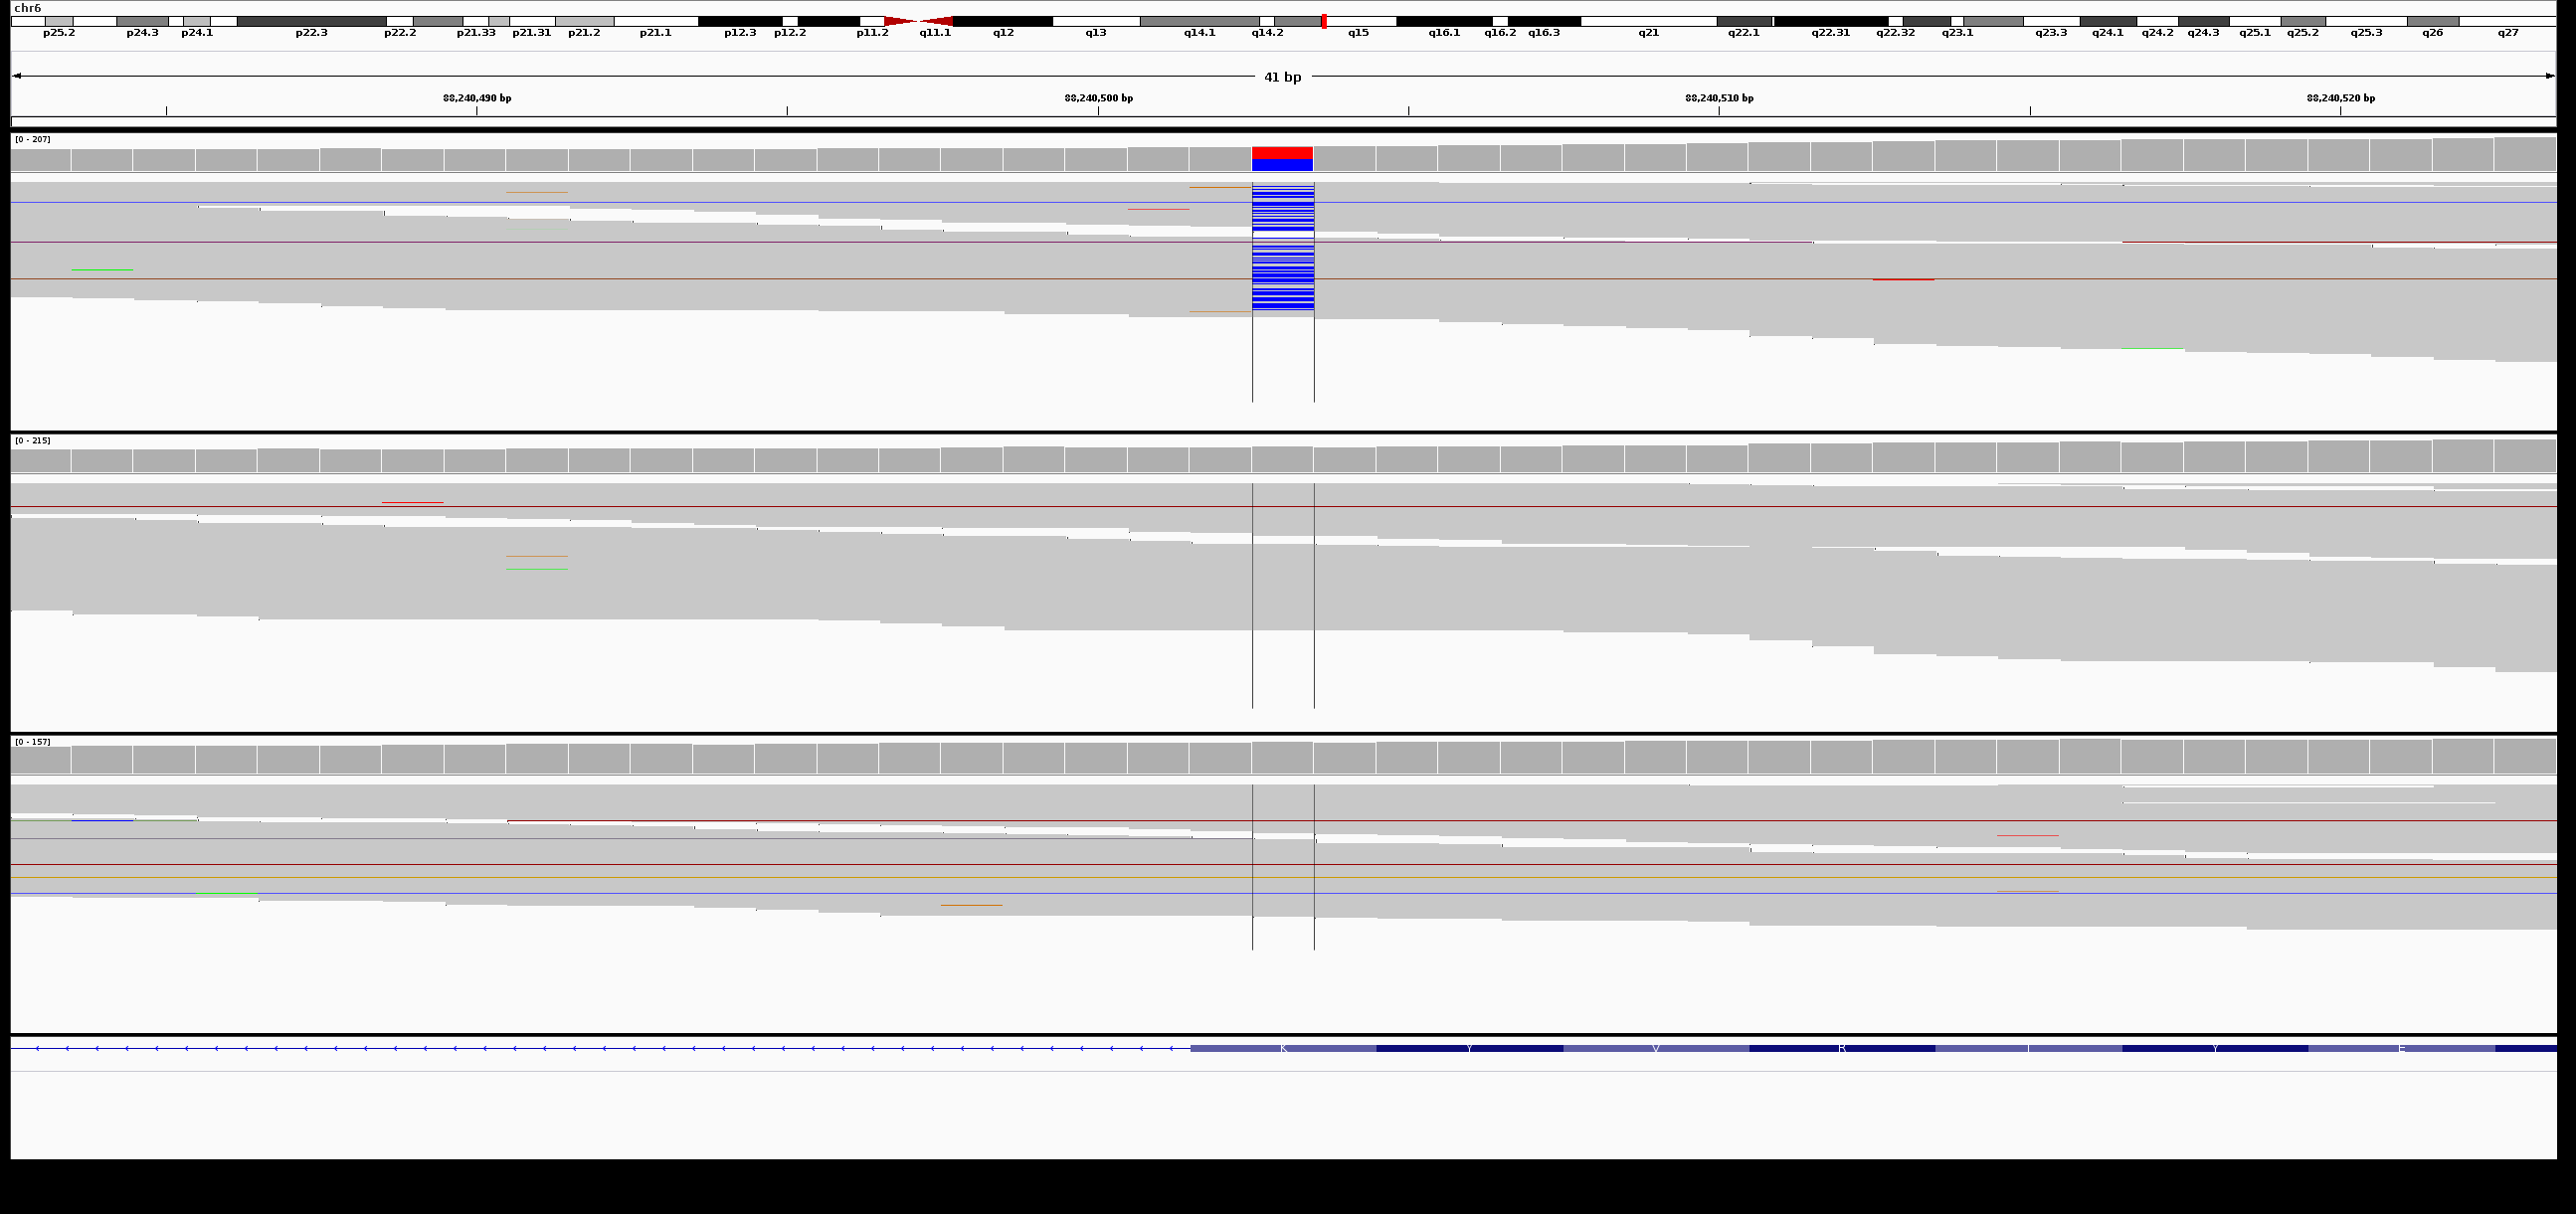 chr6
p25.2 p24.3 p24.1 p22.3 p22.2 p21.33 p21.31 p21.2 p21.1 p12.3 p12.2 p11.2 q11.1 q12 q13 q14.1 q14.2 q15 q16.1 q16.2 q16.3 q21 q22.1 q22.31 q22.32 q23.1 q23.3 q24.1 q24.2 q24.3 q25.1 q25.2 q25.3 q26 q27
41 bp
88,240,490 bp 88,240,500 bp 88,240,510 bp 88,240,520 bp
[0 - 207]
[0 - 215]
[0 - 157]
K Y V R I Y E